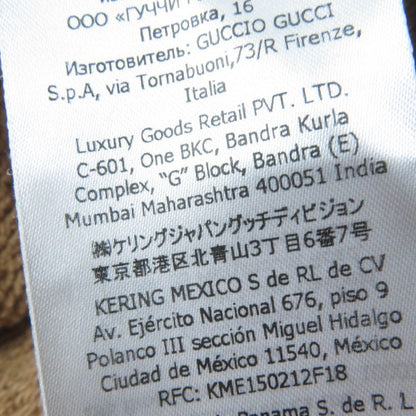 ООО «ГУЧЧИ
Петровка, 16
Изготовитель: GUCCIO GUCCI
S.p.A, via Tornabuoni,73/R Firenze,
Italia
Luxury Goods Retail PVT. LTD.
C-601, One BKC, Bandra Kurla
Complex, “G” Block, Bandra (E)
Mumbai Maharashtra 400051 India
㈱ケリングジャパングッチディビジョン
東京都港区北青山3丁目6番7号
KERING MEXICO S de RL de CV
Av. Ejército Nacional 676, piso 9
Polanco III sección Miguel Hidalgo
Ciudad de México 11540, México
RFC: KME150212F18
Panama S. de R. L